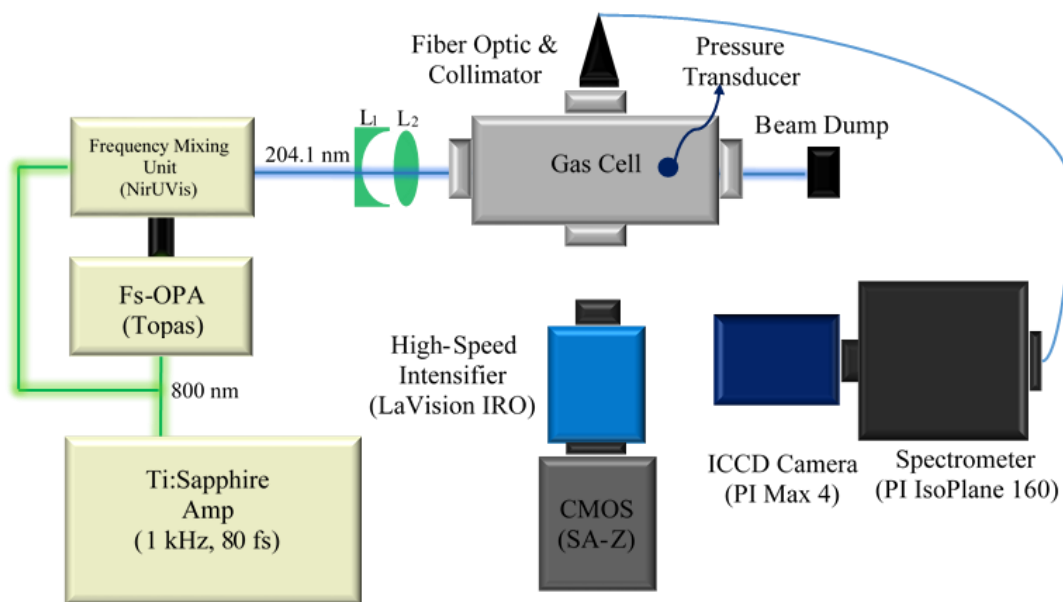 Fiber Optic &
Collimator
Pressure
Transducer
L1
L2
Beam Dump
Frequency Mixing
Unit
(NirUVis)
204.1 nm
Gas Cell
Fs-OPA
(Topas)
800 nm
High-Speed
Intensifier
(LaVision IRO)
Ti:Sapphire
Amp
(1 kHz, 80 fs)
CMOS
(SA-Z)
ICCD Camera
(PI Max 4)
Spectrometer
(PI IsoPlane 160)